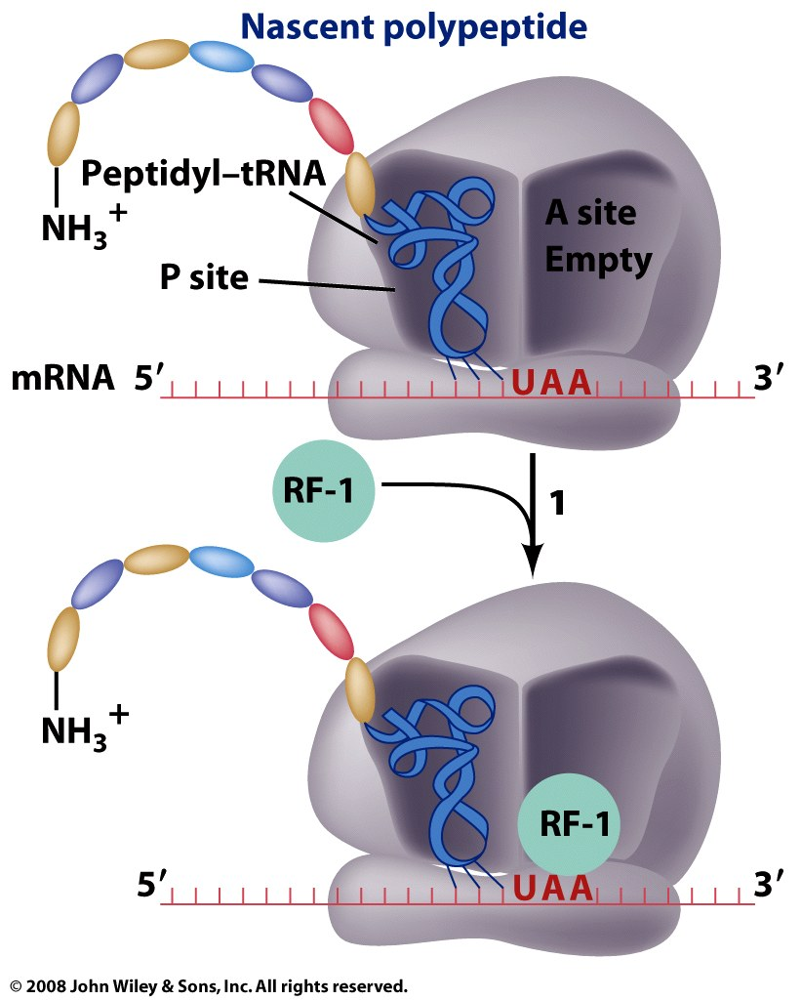 Nascent polypeptide
Peptidyl–tRNA
NH3+
P site
A site
Empty
mRNA 5′
UAA
3′
RF-1
1
NH3+
RF-1
5′
UAA
3′
© 2008 John Wiley & Sons, Inc. All rights reserved.